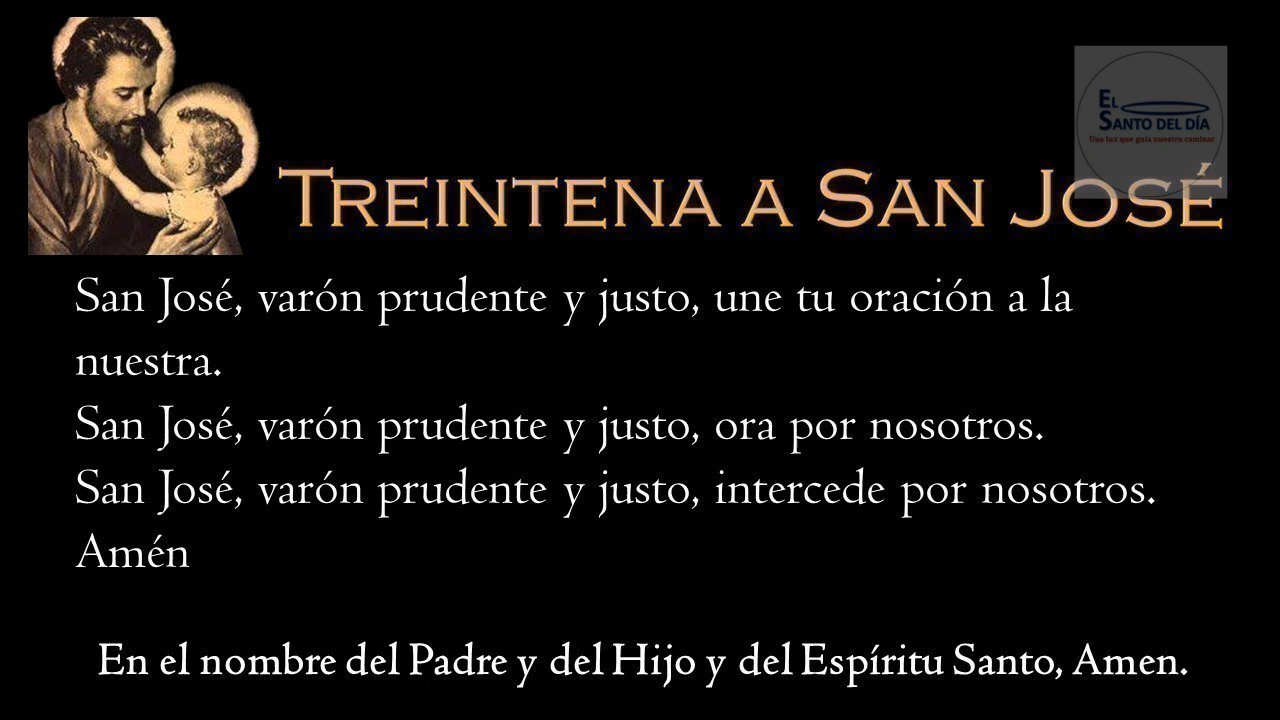 EL
SANTO DEL DÍA
Una luz que guía nuestro caminar
TREINTENA A SAN JOSÉ
San José, varón prudente y justo, une tu oración a la
nuestra.
San José, varón prudente y justo, ora por nosotros.
San José, varón prudente y justo, intercede por nosotros.
Amén
En el nombre del Padre y del Hijo y del Espíritu Santo, Amen.